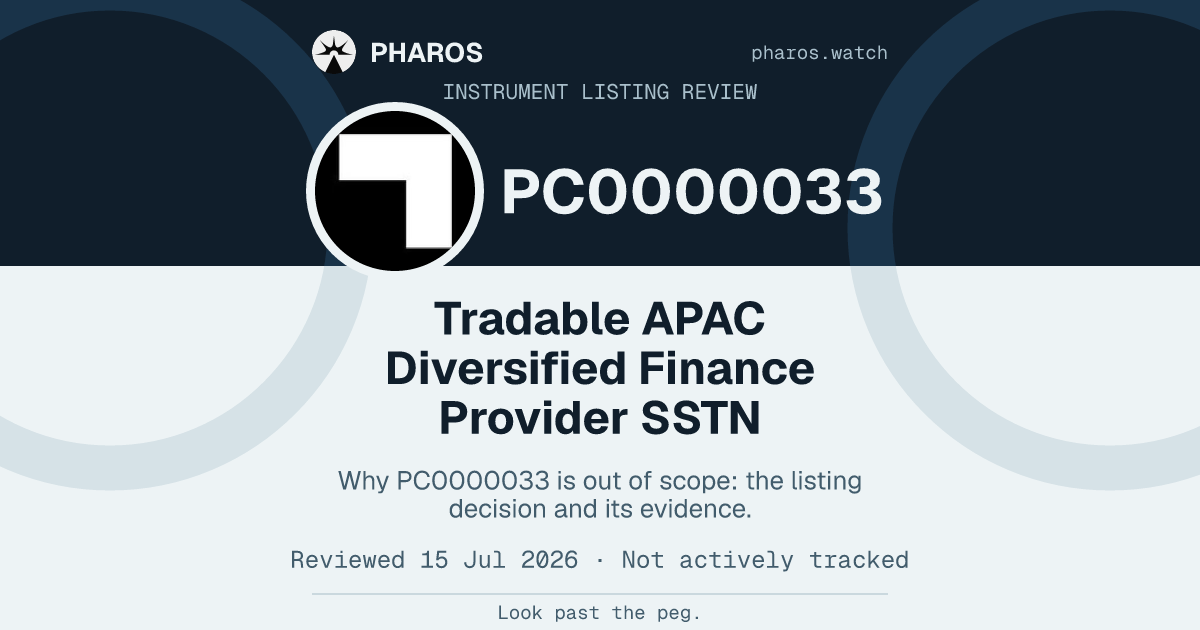 PHAROS
pharos.watch
INSTRUMENT LISTING REVIEW
PC0000033
Tradable APAC
Diversified Finance
Provider SSTN
Why PC0000033 is out of scope: the listing
decision and its evidence.
Reviewed 15 Jul 2026 · Not actively tracked
Look past the peg.